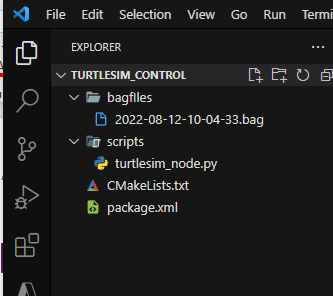 File Edit Selection View Go Run Termi
EXPLORER
TURTLESIM_CONTROL
bagfiles
2022-08-12-10-04-33.bag
scripts
turtlesim_node.py
CMakeLists.txt
package.xml